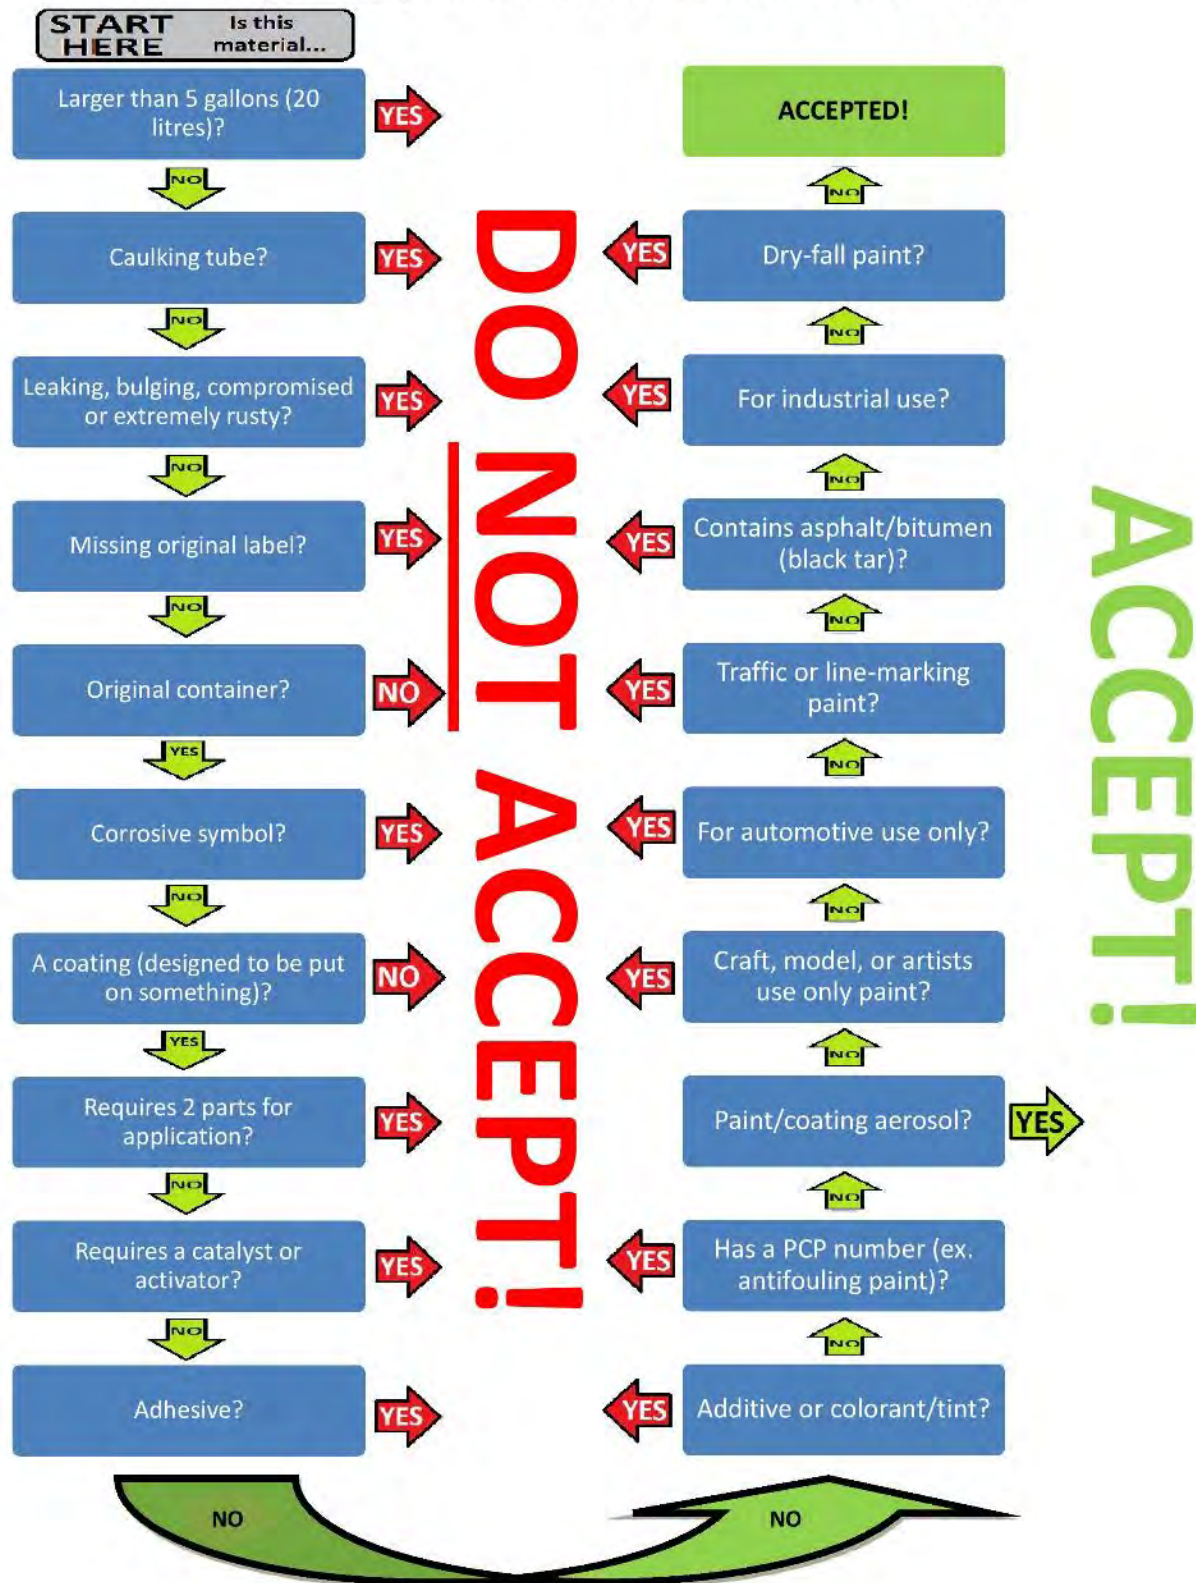 START HERE
Is this
material...
Larger than 5 gallons (20
litres)?
YES
NO
Caulking tube?
YES
NO
Leaking, bulging, compromised
or extremely rusty?
YES
NO
Missing original label?
YES
NO
Original container?
NO
YES
Corrosive symbol?
YES
NO
A coating (designed to be put
on something)?
NO
YES
Requires 2 parts for
application?
YES
NO
Requires a catalyst or
activator?
YES
NO
Adhesive?
YES
NO
DO NOT ACCEPT!
NO
Additive or colorant/tint?
YES
NO
Has a PCP number (ex.
antifouling paint)?
YES
NO
Paint/coating aerosol?
YES
NO
Craft, model, or artists
use only paint?
YES
NO
For automotive use only?
YES
NO
Traffic or line-marking
paint?
YES
NO
Contains asphalt/bitumen
(black tar)?
YES
NO
For industrial use?
YES
NO
Dry-fall paint?
YES
NO
ACCEPTED!
ACCEPT!